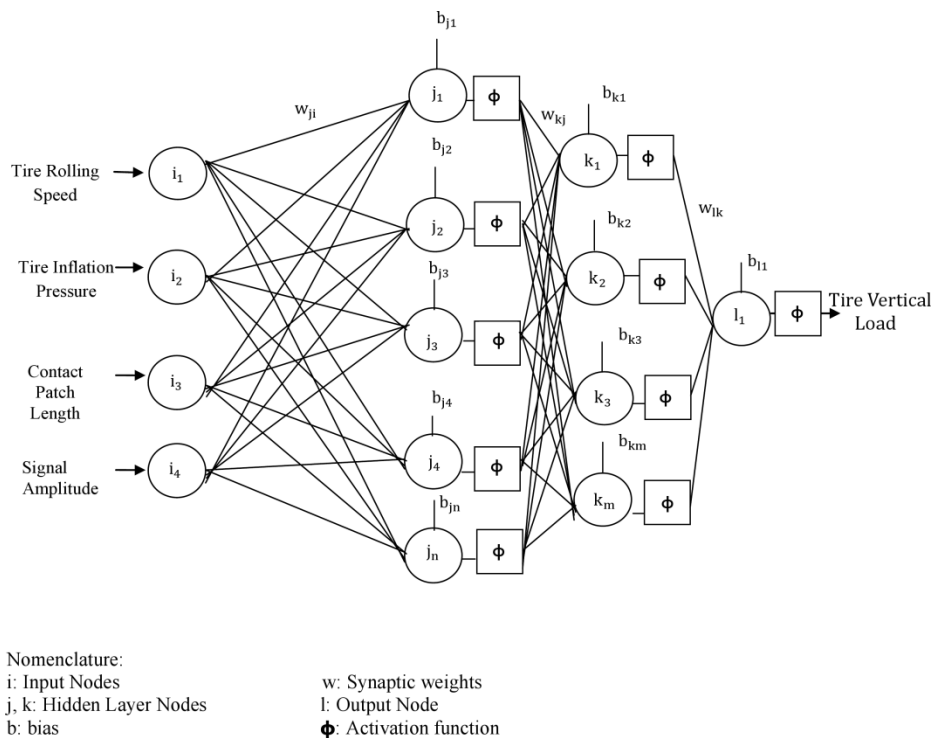 b_j1
j_1
ϕ
w_ji
b_k1
w_kj
b_j2
Tire Rolling
Speed
i_1
k_1
ϕ
w_lk
j_2
ϕ
b_k2
Tire Inflation
Pressure
i_2
b_j3
k_2
ϕ
b_l1
j_3
ϕ
l_1
ϕ
Tire Vertical
Load
b_k3
Contact
Patch
Length
i_3
b_j4
k_3
ϕ
Signal
Amplitude
i_4
j_4
ϕ
b_km
b_jn
k_m
ϕ
j_n
ϕ
Nomenclature:
i: Input Nodes
j, k: Hidden Layer Nodes
b: bias
w: Synaptic weights
l: Output Node
ϕ: Activation function